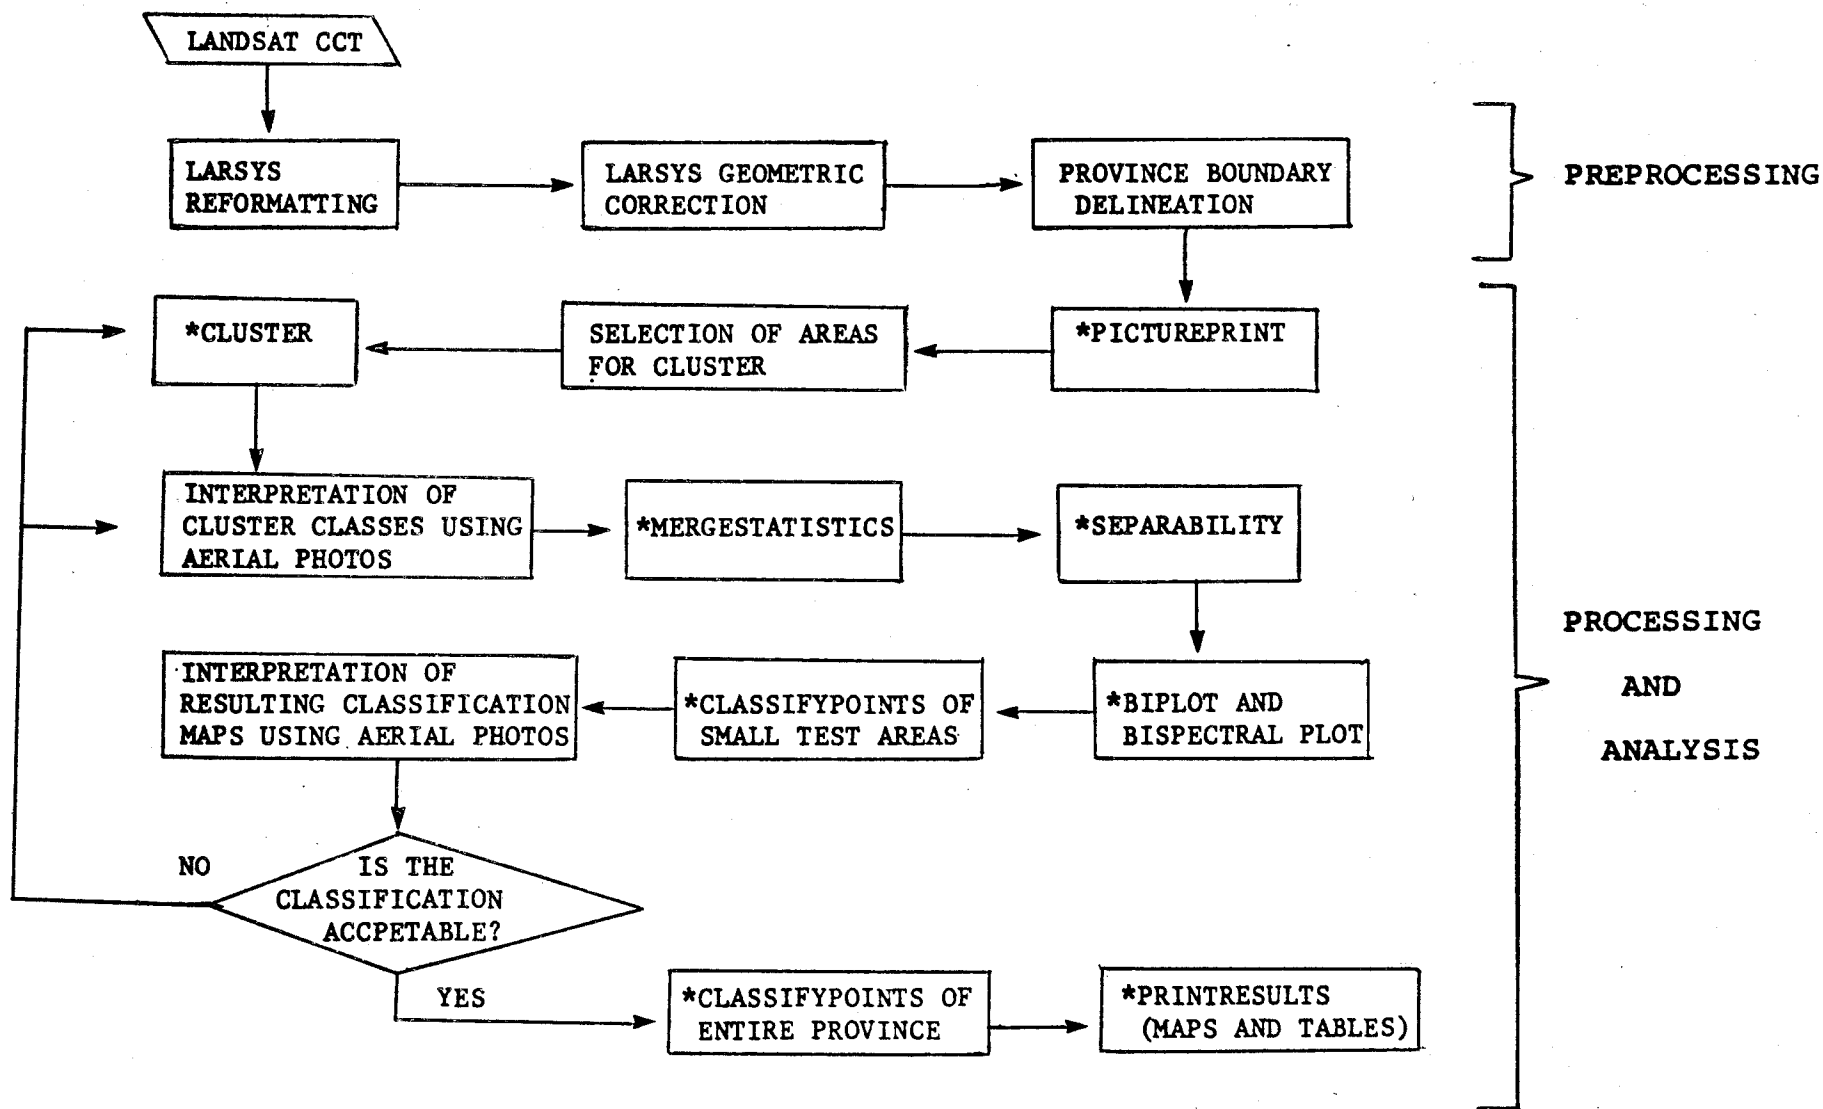 LANDSAT CCT
LARSYS
REFORMATTING
LARSYS GEOMETRIC
CORRECTION
PROVINCE BOUNDARY
DELINEATION
PREPROCESSING
*PICTUREPRINT
SELECTION OF AREAS
FOR CLUSTER
*CLUSTER
INTERPRETATION OF
CLUSTER CLASSES USING
AERIAL PHOTOS
*MERGESTATISTICS
*SEPARABILITY
*BIPLOT AND
BISPECTRAL PLOT
*CLASSIFYPOINTS OF
SMALL TEST AREAS
INTERPRETATION OF
RESULTING CLASSIFICATION
MAPS USING AERIAL PHOTOS
IS THE
CLASSIFICATION
ACCPETABLE?
NO
YES
*CLASSIFYPOINTS OF
ENTIRE PROVINCE
*PRINTRESULTS
(MAPS AND TABLES)
PROCESSING
AND
ANALYSIS